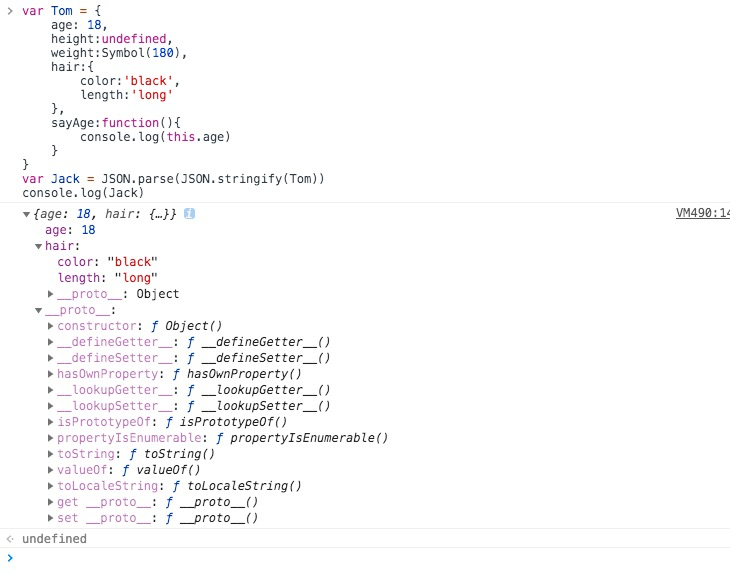 > var Tom = {
age: 18,
height:undefined,
weight:Symbol(180),
hair:{
color:'black',
length:'long'
},
sayAge:function(){
console.log(this.age)
}
}
var Jack = JSON.parse(JSON.stringify(Tom))
console.log(Jack)
▼{age: 18, hair: {…}} i VM490:14
age: 18
▼hair:
color: "black"
length: "long"
▶__proto__: Object
▼__proto__:
▶constructor: ƒ Object()
▶__defineGetter__: ƒ __defineGetter__()
▶__defineSetter__: ƒ __defineSetter__()
▶hasOwnProperty: ƒ hasOwnProperty()
▶__lookupGetter__: ƒ __lookupGetter__()
▶__lookupSetter__: ƒ __lookupSetter__()
▶isPrototypeOf: ƒ isPrototypeOf()
▶propertyIsEnumerable: ƒ propertyIsEnumerable()
▶toString: ƒ toString()
▶valueOf: ƒ valueOf()
▶toLocaleString: ƒ toLocaleString()
▶get __proto__: ƒ __proto__()
▶set __proto__: ƒ __proto__()
undefined
>